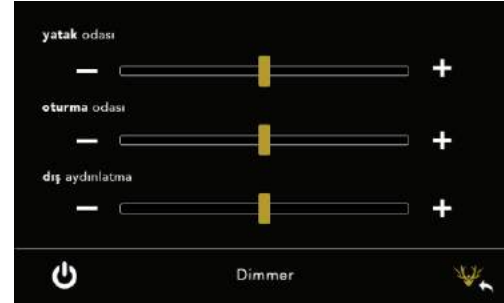 yatak odası
oturma odası
dış aydınlatma
Dimmer